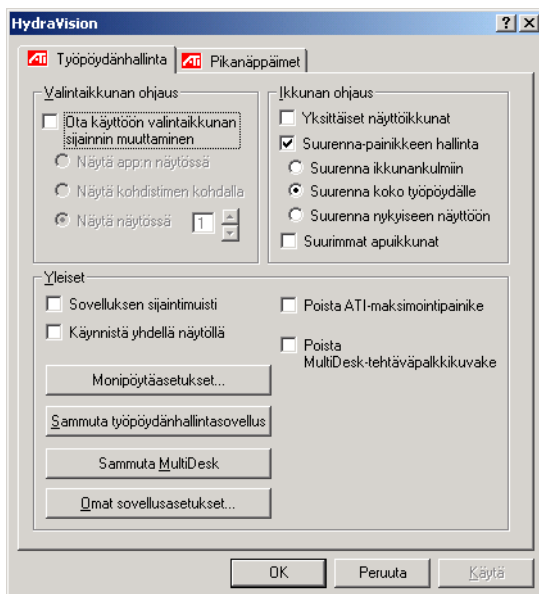 HydraVision
ATI Työpöydänhallinta
ATI Pikanäppäimet
Valintaikkunan ohjaus
Ota käyttöön valintaikkunan
sijainnin muuttaminen
Näytä app:n näytössä
Näytä kohdistimen kohdalla
Näytä näytössä 1
Ikkunan ohjaus
Yksittäiset näyttöikkunat
Suurenna-painikkeen hallinta
Suurenna ikkunankulmiin
Suurenna koko työpöydälle
Suurenna nykyiseen näyttöön
Suurimmat apuikkunat
Yleiset
Sovelluksen sijaintimuisti
Käynnistä yhdellä näytöllä
Monipöytäasetukset...
Sammuta työpöydänhallintasovellus
Sammuta MultiDesk
Omat sovellusasetukset...
Poista ATI-maksimointipainike
Poista
MultiDesk-tehtäväpalkkikuvake
OK
Peruuta
Käytä